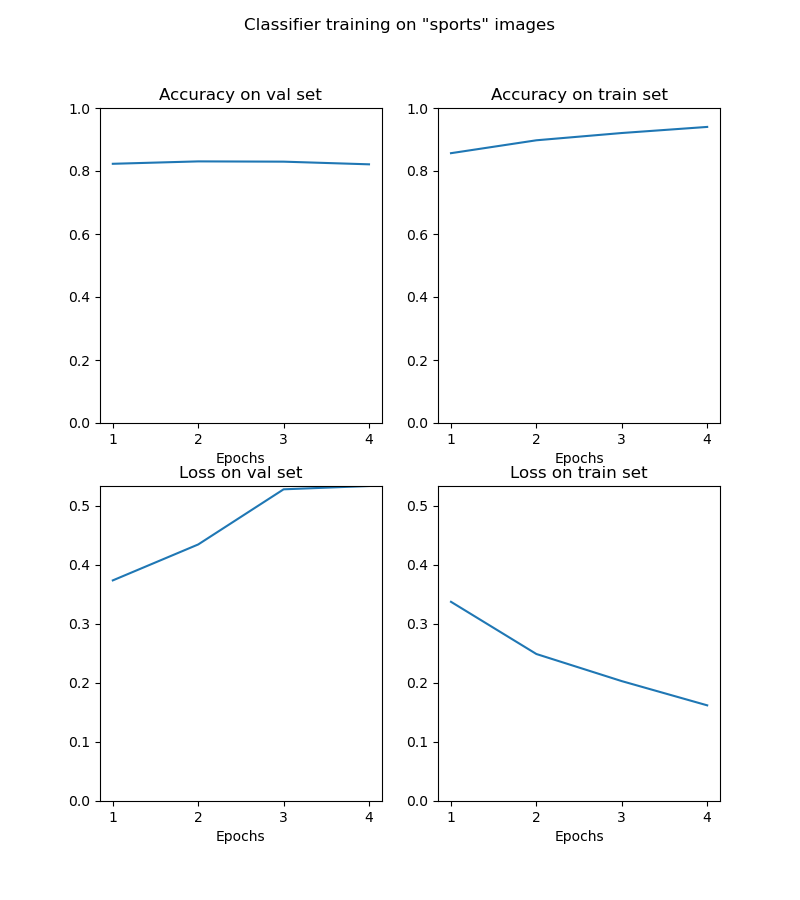 Classifier training on "sports" images
Accuracy on val set
1.0
0.8
0.6
0.4
0.2
0.0
1 2 3 4
Epochs
Accuracy on train set
1.0
0.8
0.6
0.4
0.2
0.0
1 2 3 4
Epochs
Loss on val set
0.5
0.4
0.3
0.2
0.1
0.0
1 2 3 4
Epochs
Loss on train set
0.5
0.4
0.3
0.2
0.1
0.0
1 2 3 4
Epochs